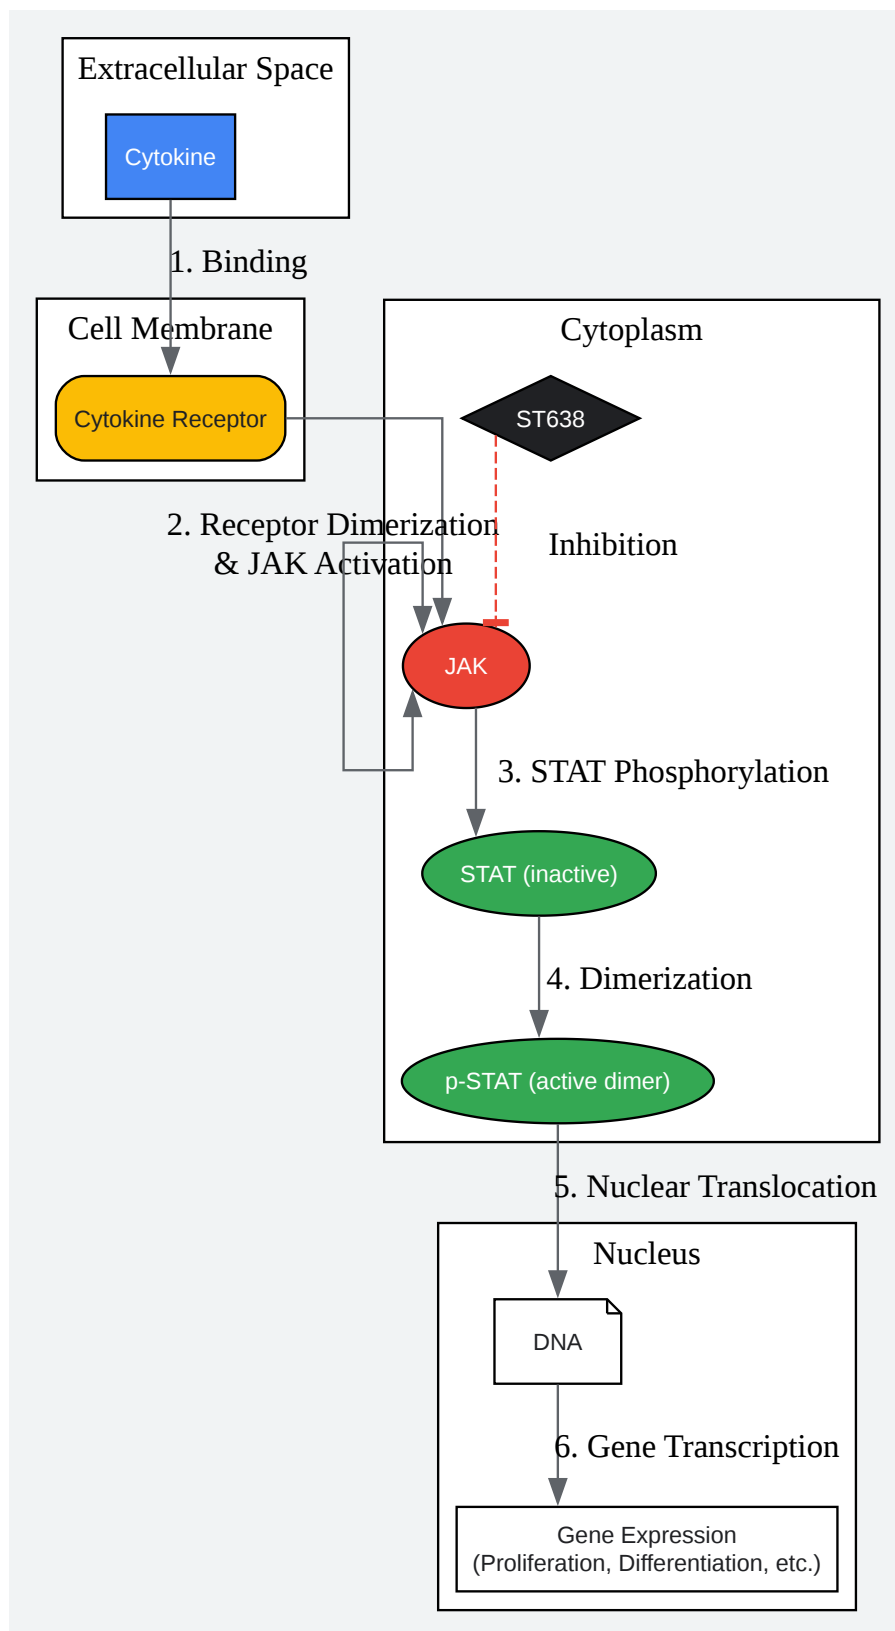 Extracellular Space
Cytokine
1. Binding
Cell Membrane
Cytokine Receptor
Cytoplasm
ST638
2. Receptor Dimerization
& JAK Activation
Inhibition
JAK
3. STAT Phosphorylation
STAT (inactive)
4. Dimerization
p-STAT (active dimer)
5. Nuclear Translocation
Nucleus
DNA
6. Gene Transcription
Gene Expression
(Proliferation, Differentiation, etc.)